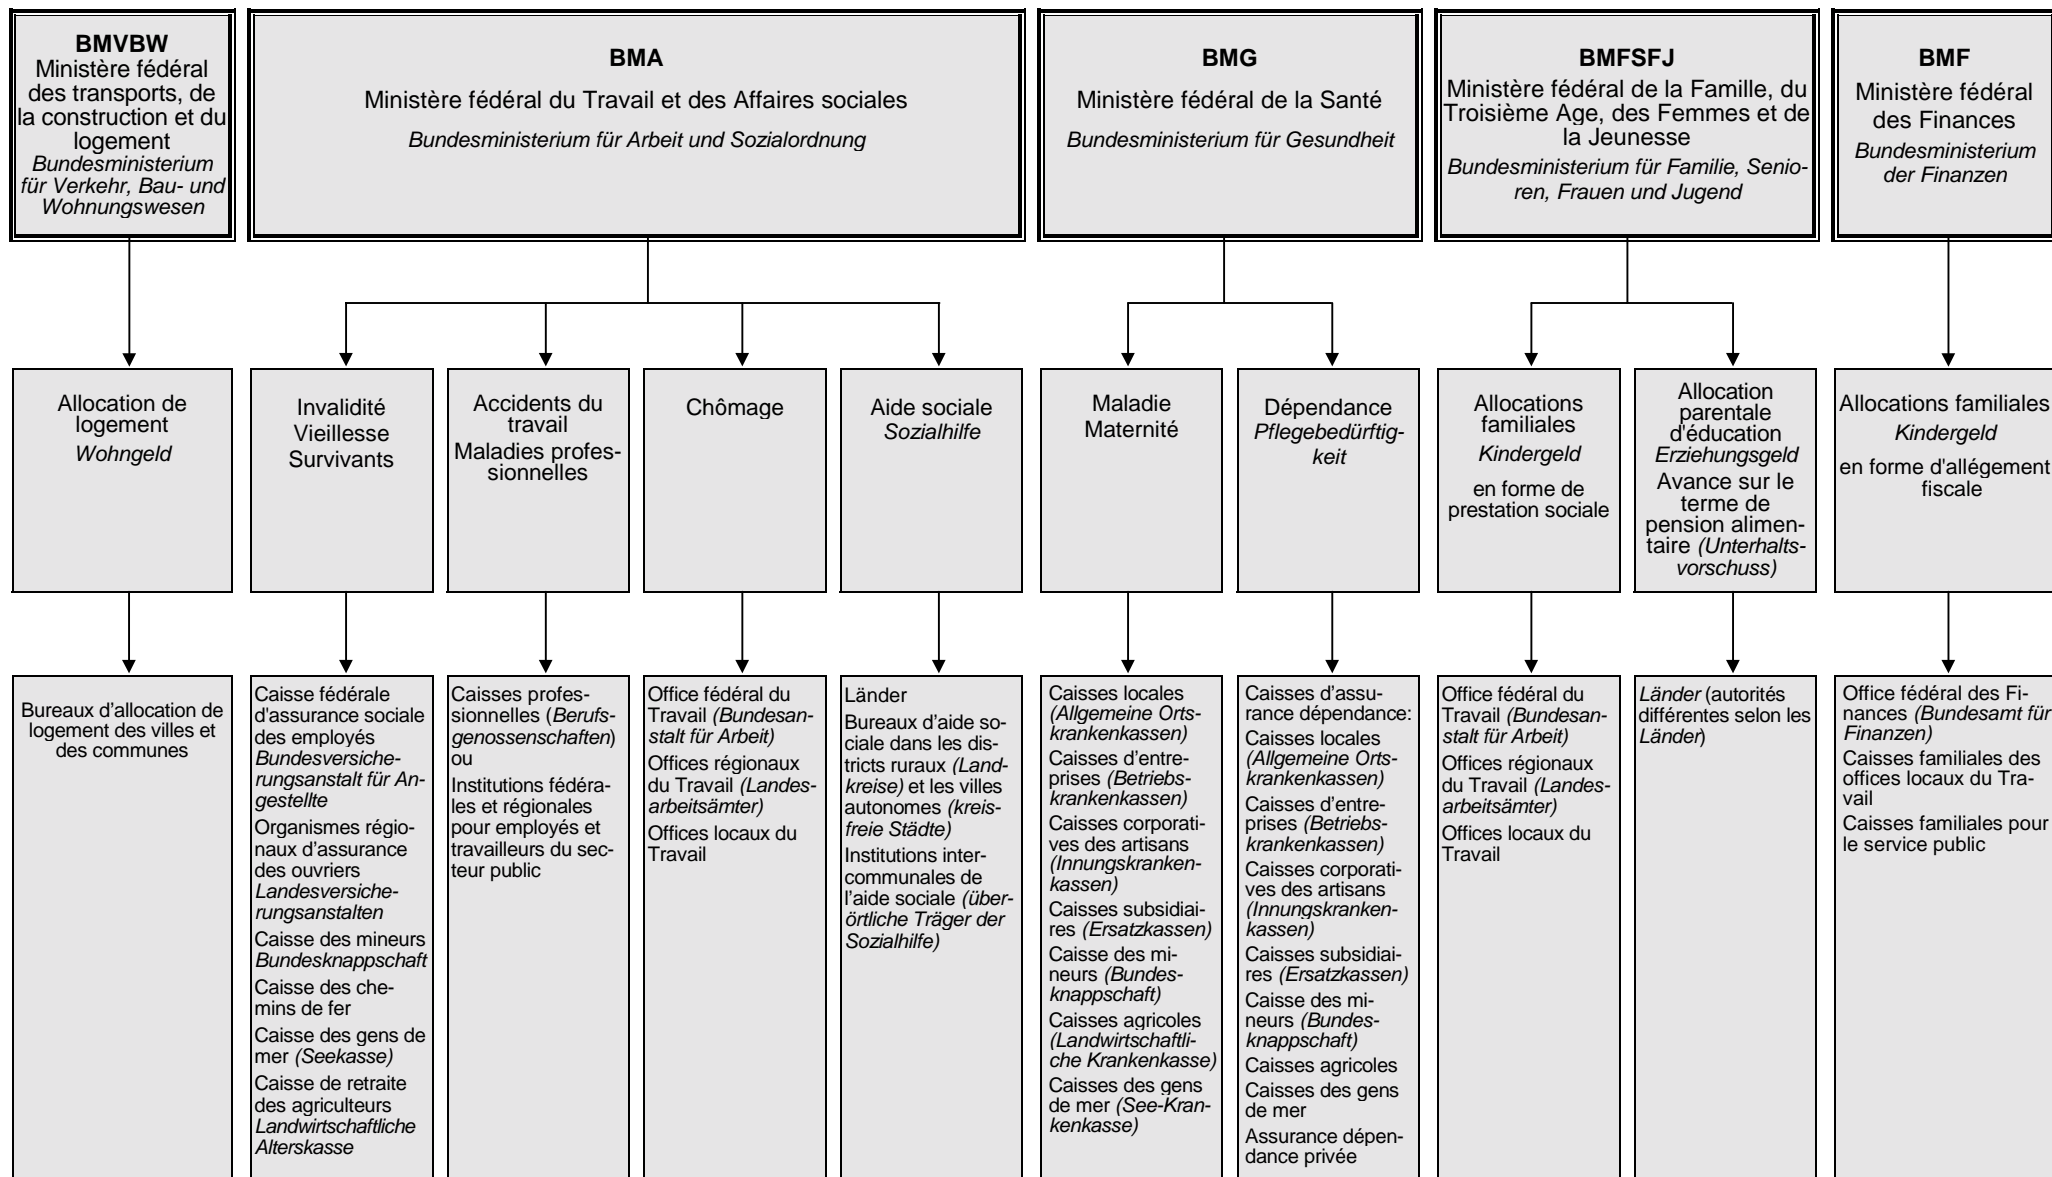 BMVBW
Ministère fédéral
des transports, de
la construction et du
logement
Bundesministerium
für Verkehr, Bau- und
Wohnungswesen
BMA
Ministère fédéral du Travail et des Affaires sociales
Bundesministerium für Arbeit und Sozialordnung
BMG
Ministère fédéral de la Santé
Bundesministerium für Gesundheit
BMFSFJ
Ministère fédéral de la Famille, du
Troisième Age, des Femmes et de
la Jeunesse
Bundesministerium für Familie, Senio-
ren, Frauen und Jugend
BMF
Ministère fédéral
des Finances
Bundesministerium
der Finanzen
Allocation de
logement
Wohngeld
Invalidité
Vieillesse
Survivants
Accidents du
travail
Maladies profes-
sionnelles
Chômage
Aide sociale
Sozialhilfe
Maladie
Maternité
Dépendance
Pflegebedürftig-
keit
Allocations
familiales
Kindergeld
en forme de
prestation sociale
Allocation
parentale
d'éducation
Erziehungsgeld
Avance sur le
terme de
pension alimen-
taire (Unterhalts-
vorschuss)
Allocations familiales
Kindergeld
en forme d'allégement
fiscale
Bureaux d'allocation de
logement des villes et
des communes
Caisse fédérale
d'assurance sociale
des employés
Bundesversiche-
rungsanstalt für An-
gestellte
Organismes régio-
naux d'assurance
des ouvriers
Landesversiche-
rungsanstalten
Caisse des mineurs
Bundesknappschaft
Caisse des che-
mins de fer
Caisse des gens de
mer (Seekasse)
Caisse de retraite
des agriculteurs
Landwirtschaftliche
Alterskasse
Caisses profes-
sionnelles (Berufs-
genossenschaften)
ou
Institutions fédéra-
les et régionales
pour employés et
travailleurs du sec-
teur public
Office fédéral du
Travail (Bundesan-
stalt für Arbeit)
Offices régionaux
du Travail (Landes-
arbeitsämter)
Offices locaux du
Travail
Länder
Bureaux d'aide so-
ciale dans les dis-
tricts ruraux (Land-
kreise) et les villes
autonomes (kreis-
freie Städte)
Institutions inter-
communales de
l'aide sociale (über-
örtliche Träger der
Sozialhilfe)
Caisses locales
(Allgemeine Orts-
krankenkassen)
Caisses d'entre-
prises (Betriebs-
krankenkassen)
Caisses corporati-
ves des artisans
(Innungskranken-
kassen)
Caisses subsidiai-
res (Ersatzkassen)
Caisse des mi-
neurs (Bundes-
knappschaft)
Caisses agricoles
(Landwirtschaftli-
che Krankenkasse)
Caisses des gens
de mer (See-Kran-
kenkasse)
Caisses d'assu-
rance dépendance:
Caisses locales
(Allgemeine Orts-
krankenkassen)
Caisses d'entre-
prises (Betriebs-
krankenkassen)
Caisses corporati-
ves des artisans
(Innungskranken-
kassen)
Caisses subsidiai-
res (Ersatzkassen)
Caisse des mi-
neurs (Bundes-
knappschaft)
Caisses agricoles
Caisses des gens
de mer
Assurance dépen-
dance privée
Office fédéral du
Travail (Bundesan-
stalt für Arbeit)
Offices régionaux
du Travail (Landes-
arbeitsämter)
Offices locaux du
Travail
Länder (autorités
différentes selon les
Länder)
Office fédéral des Fi-
nances (Bundesamt für
Finanzen)
Caisses familiales des
offices locaux du Tra-
vail
Caisses familiales pour
le service public